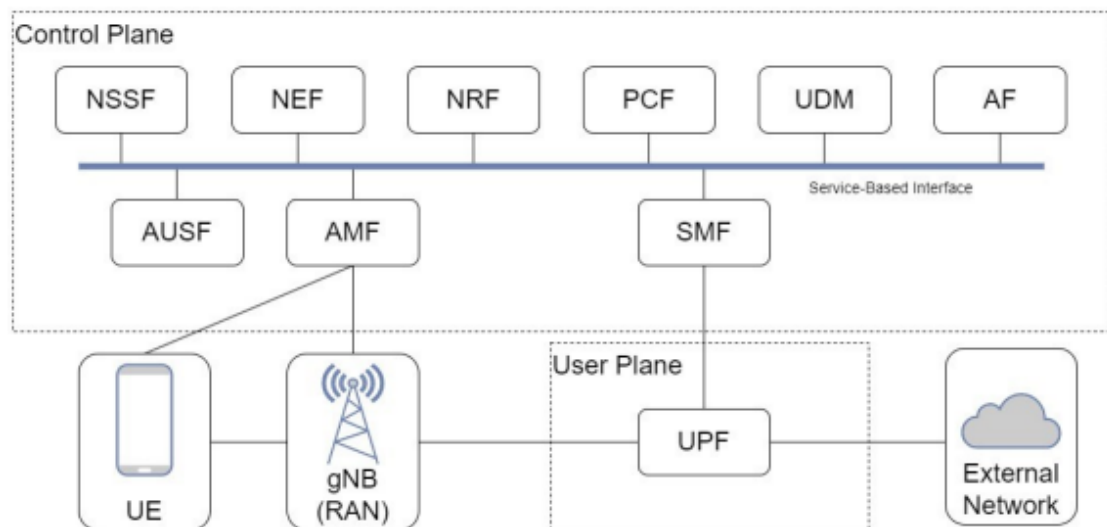 Control Plane
NSSF
NEF
NRF
PCF
UDM
AF
Service-Based Interface
AUSF
AMF
SMF
User Plane
UE
gNB
(RAN)
UPF
External
Network